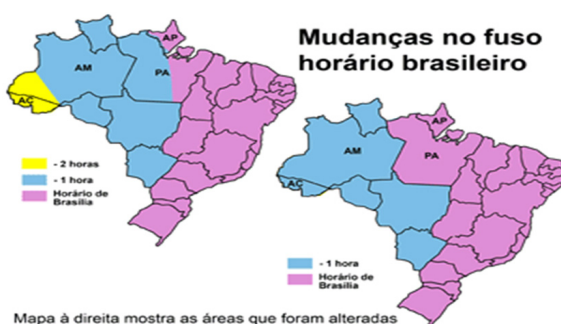 Mudanças no fuso
horário brasileiro
AP
AM
PA
AC
- 2 horas
- 1 hora
Horário de
Brasília
AP
AM
PA
AC
- 1 hora
Horário de
Brasília
Mapa à direita mostra as áreas que foram alteradas